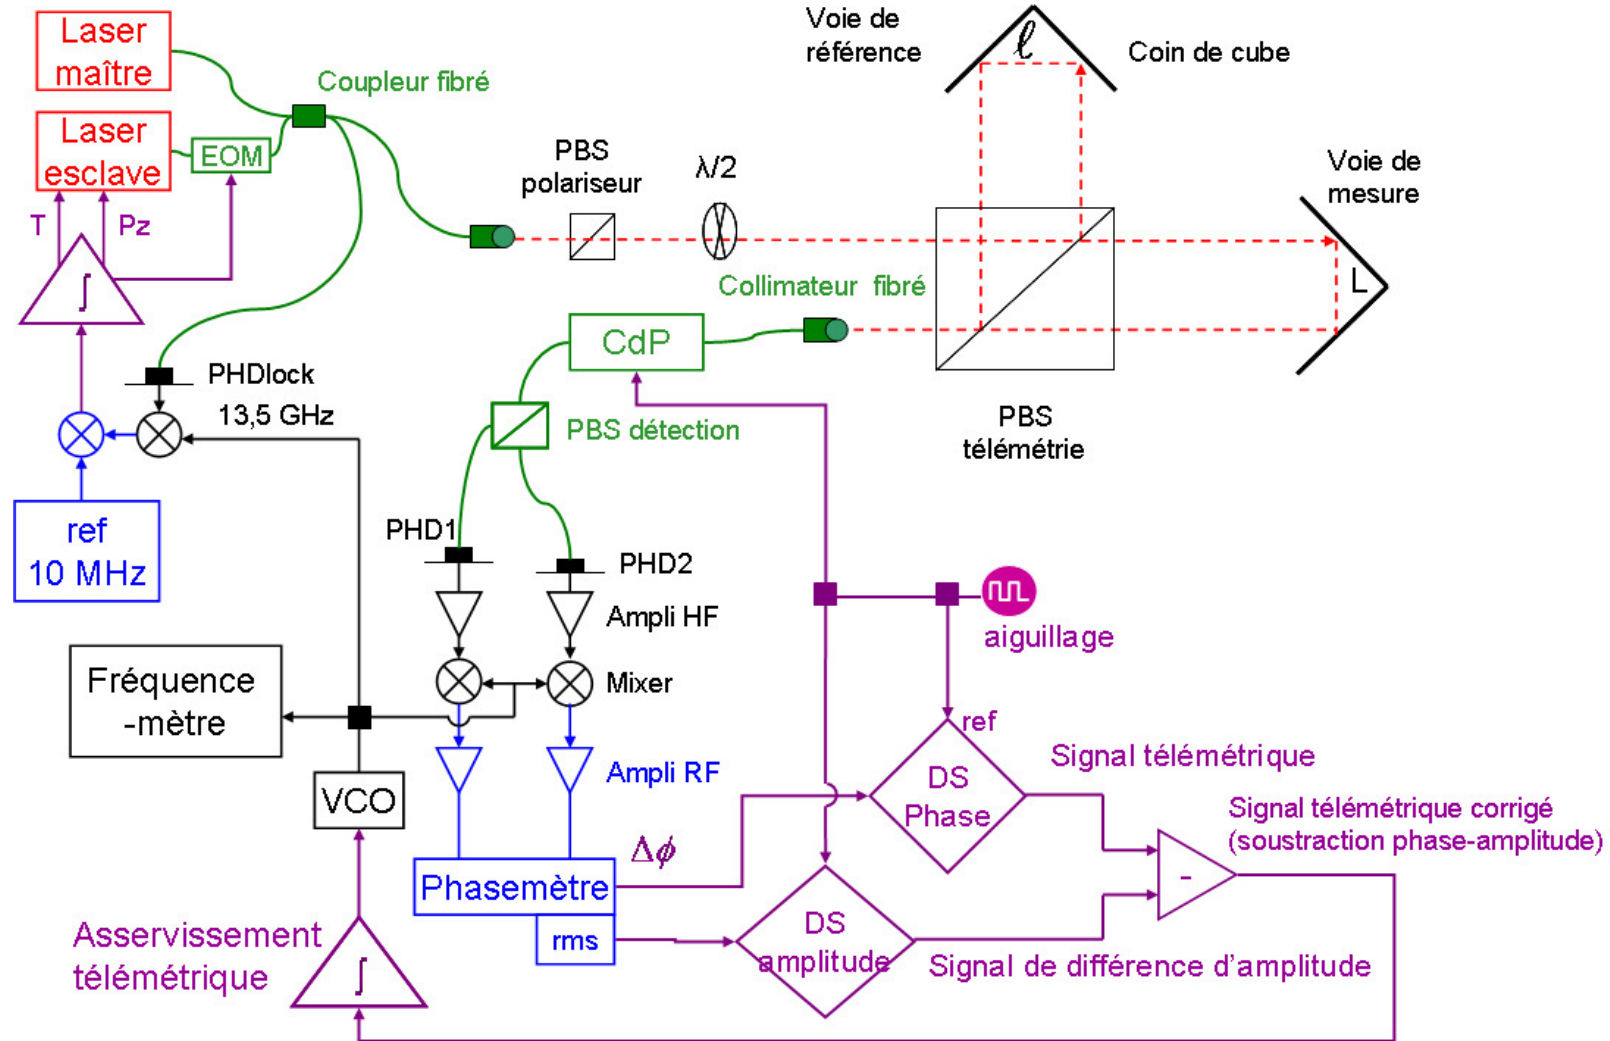 Laser
maître
Coupleur fibré
Laser
esclave
EOM
T
Pz
∫
PHDlock
13,5 GHz
ref
10 MHz
Voie de
référence
ℓ
Coin de cube
PBS
polariseur
λ/2
Voie de
mesure
L
Collimateur fibré
CdP
PBS détection
PBS
télémétrie
PHD1
PHD2
Ampli HF
Mixer
Ampli RF
aiguillage
Fréquence
-mètre
VCO
Phasemètre
rms
Δϕ
ref
DS
Phase
Signal télémétrique
DS
amplitude
Signal de différence d'amplitude
-
Signal télémétrique corrigé
(soustraction phase-amplitude)
Asservissement
télémétrique
∫